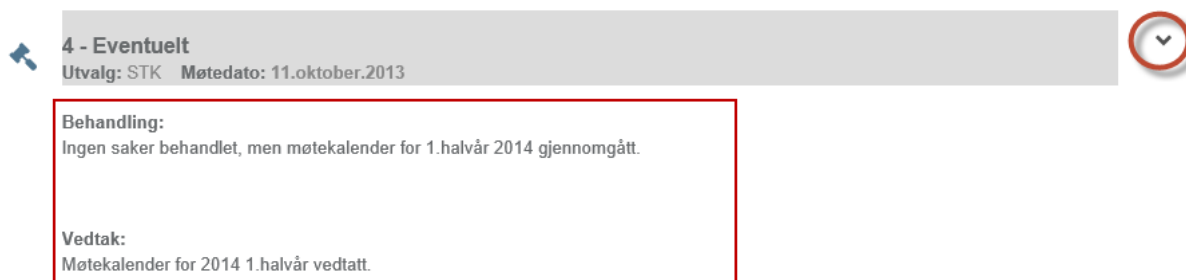 4 - Eventuelt
Utvalg: STK Møtedato: 11.oktober.2013
Behandling:
Ingen saker behandlet, men møtekalender for 1.halvår 2014 gjennomgått.
Vedtak:
Møtekalender for 2014 1.halvår vedtatt.